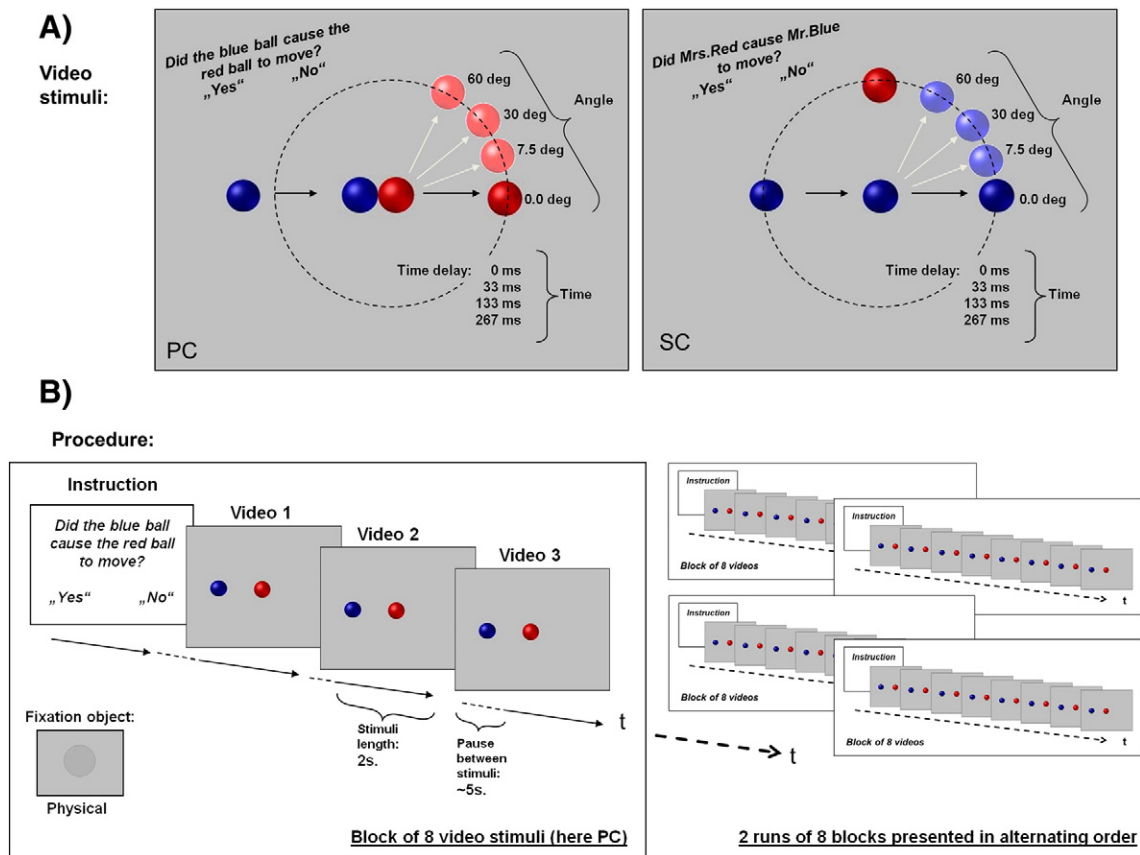 A)
Video
stimuli:
Did the blue ball cause the
red ball to move?
„Yes“ „No“
60 deg
30 deg
7.5 deg
0.0 deg
Angle
Time delay: 0 ms
33 ms
133 ms
267 ms
Time
PC
Did Mrs.Red cause Mr.Blue
to move?
„Yes“ „No“
60 deg
30 deg
7.5 deg
0.0 deg
Angle
Time delay: 0 ms
33 ms
133 ms
267 ms
Time
SC
B)
Procedure:
Instruction
Did the blue ball
cause the red ball
to move?
„Yes“ „No“
Video 1
Video 2
Video 3
t
Stimuli
length:
2s.
Pause
between
stimuli:
~5s.
Fixation object:
Physical
Block of 8 video stimuli (here PC)
Instruction
Block of 8 videos
Instruction
Block of 8 videos
t
Instruction
Block of 8 videos
Instruction
Block of 8 videos
t
t
2 runs of 8 blocks presented in alternating order